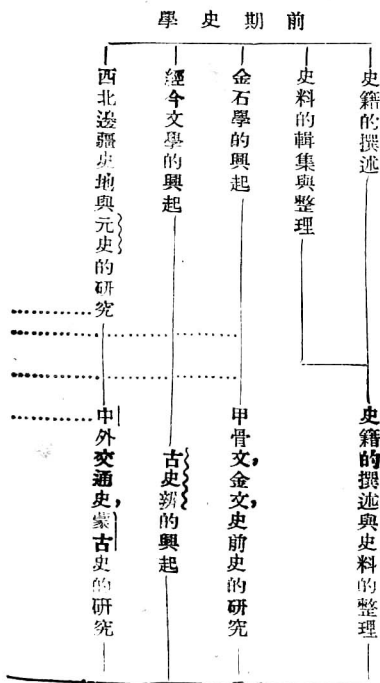 前期史學
史籍的撰述
史料的輯集與整理
金石學的興起
經今文學的興起
西北邊疆史地與元史的研究
史籍的撰述與史料的整理
甲骨文,金文,史前史的研究
古史新的興起
中外交通史,蒙古史的研究